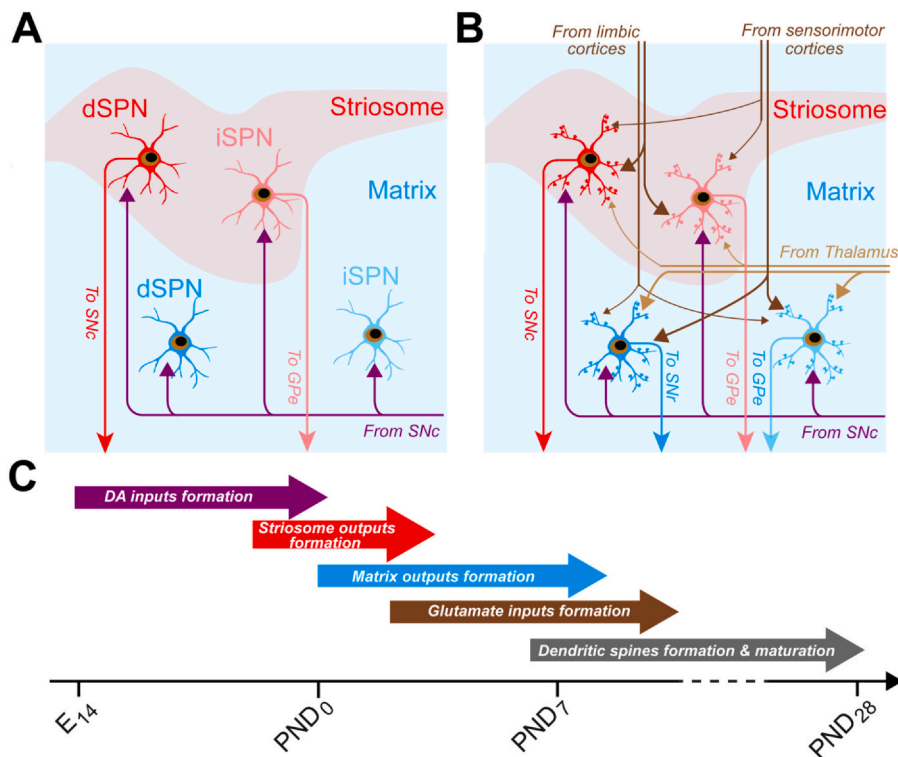 A
dSPN
Striosome
iSPN
Matrix
dSPN
iSPN
To SNc
To GPe
From SNc
B
From limbic
cortices
From sensorimotor
cortices
Striosome
Matrix
From Thalamus
To SNc
To SNr
To GPe
To GPe
From SNc
C
DA inputs formation
Striosome outputs
formation
Matrix outputs formation
Glutamate inputs formation
Dendritic spines formation & maturation
E14
PND0
PND7
PND28